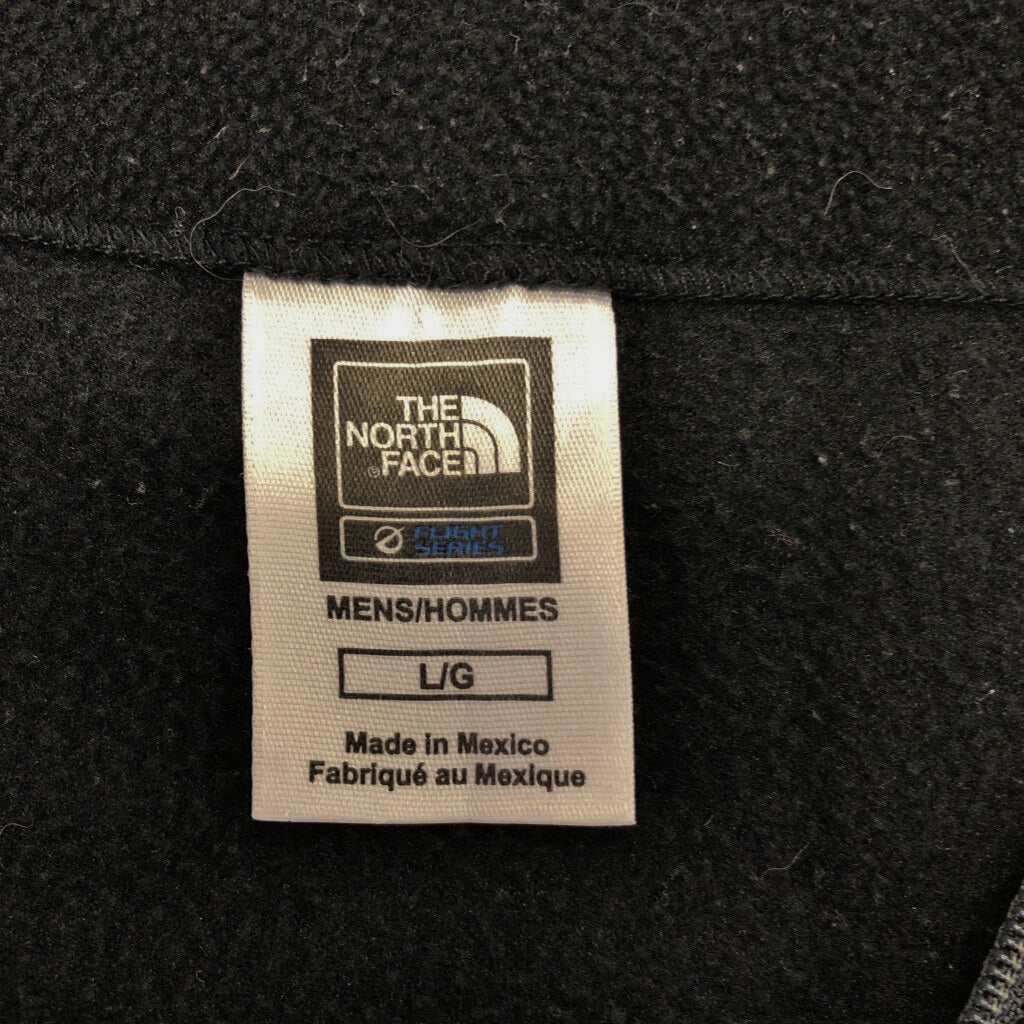 THE
NORTH
®FACE
FLIGHT
SERIES
MENS/HOMMES
L/G
Made in Mexico
Fabriqué au Mexique